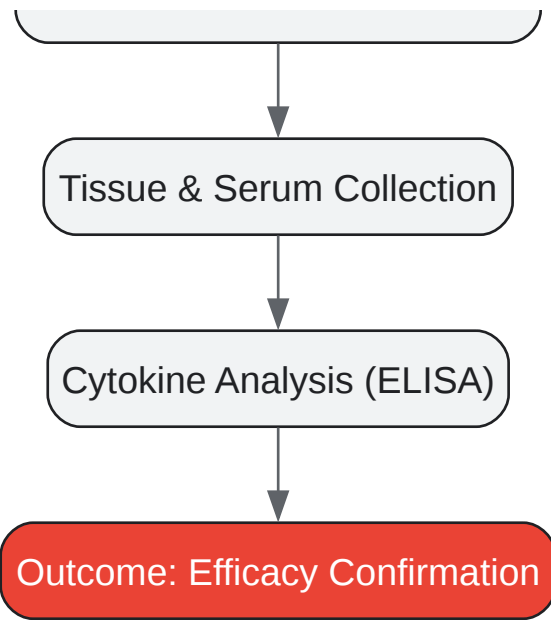 Tissue & Serum Collection
Cytokine Analysis (ELISA)
Outcome: Efficacy Confirmation